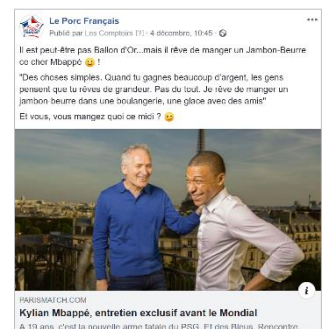 Le Porc Français
Publié par Les Comptoirs [?] · 4 décembre, 10:45 ·
Il est peut-être pas Ballon d'Or...mais il rêve de manger un Jambon-Beurre
ce cher Mbappé 😀 !
"Des choses simples. Quand tu gagnes beaucoup d'argent, les gens
pensent que tu rêves de grandeur. Pas du tout. Je rêve de manger un
jambon-beurre dans une boulangerie, une glace avec des amis"
Et vous, vous mangez quoi ce midi ? 😉
PARISMATCH.COM
Kylian Mbappé, entretien exclusif avant le Mondial
A 19 ans, c'est la nouvelle arme fatale du PSG. Et des Bleus. Rencontre